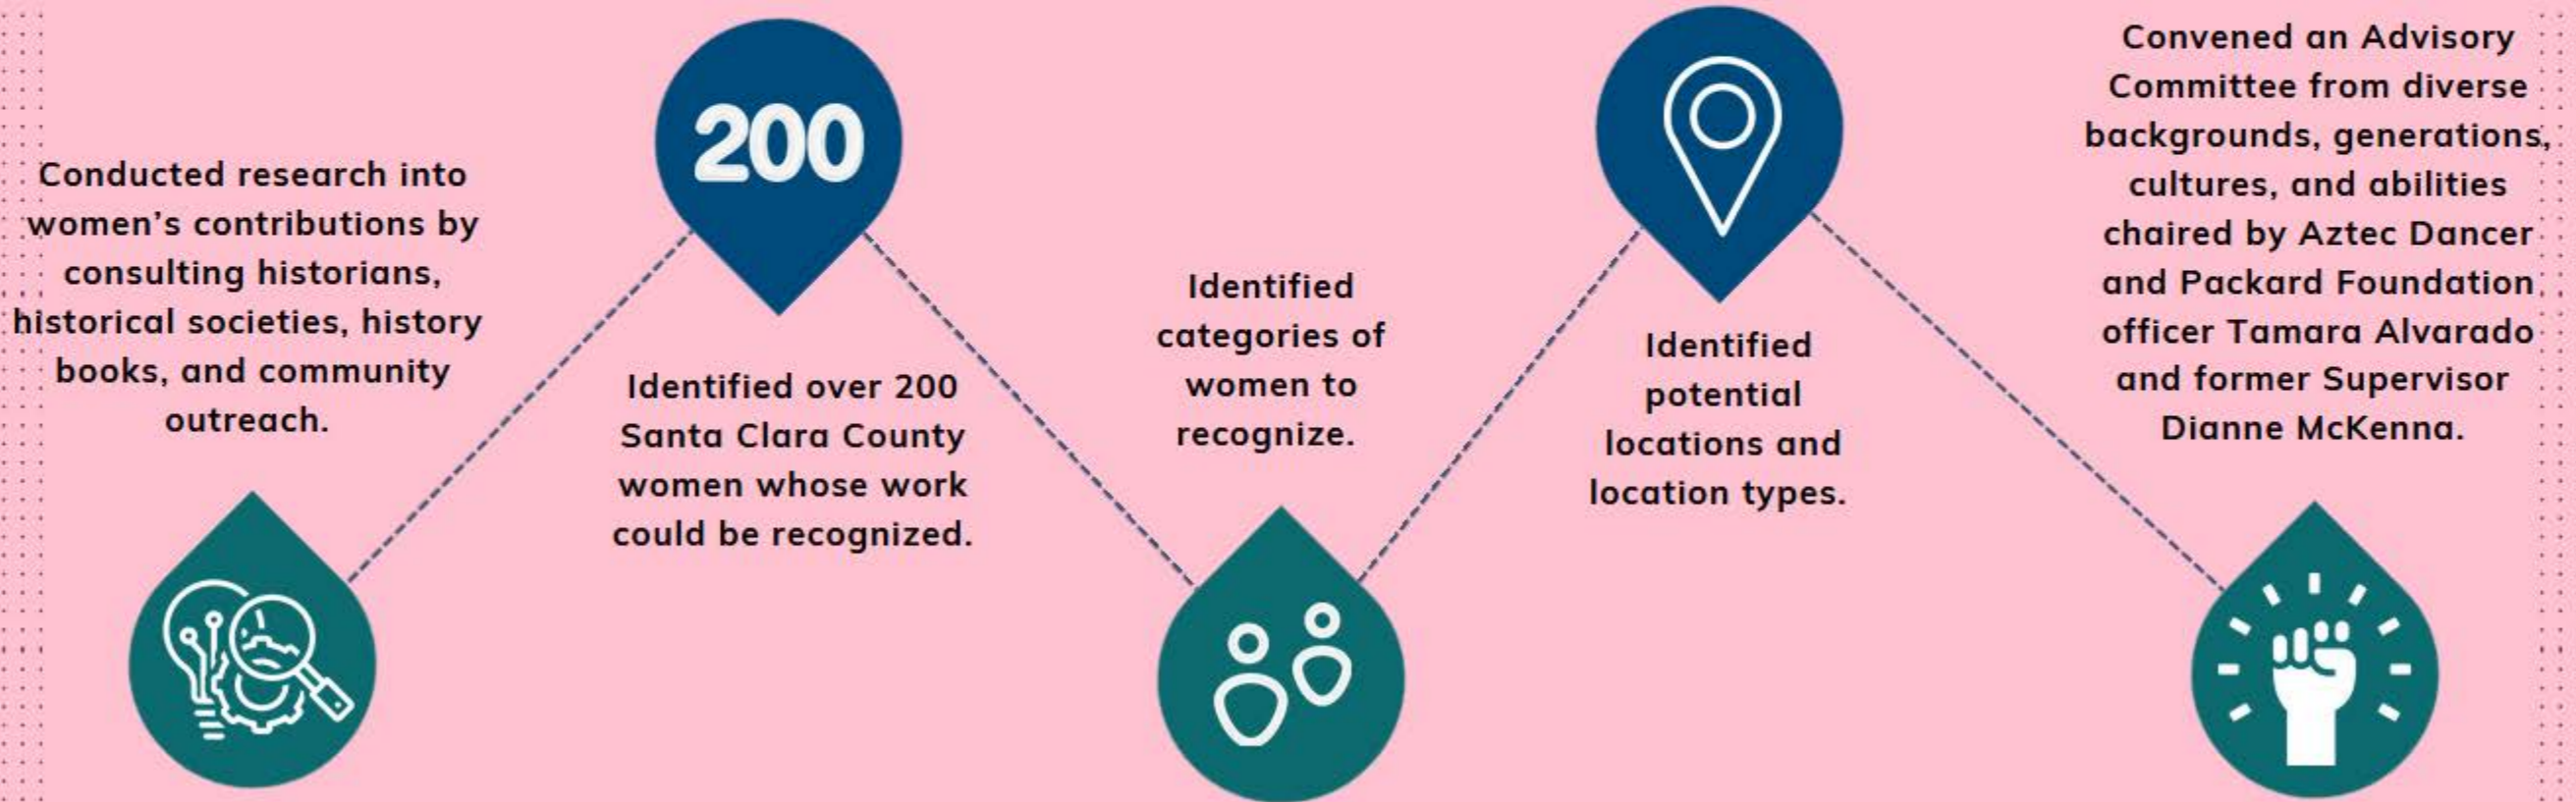 Conducted research into
women’s contributions by
consulting historians,
historical societies, history
books, and community
outreach.
200
Identified over 200
Santa Clara County
women whose work
could be recognized.
Identified
categories of
women to
recognize.
Identified
potential
locations and
location types.
Convened an Advisory
Committee from diverse
backgrounds, generations,
cultures, and abilities
chaired by Aztec Dancer
and Packard Foundation
officer Tamara Alvarado
and former Supervisor
Dianne McKenna.